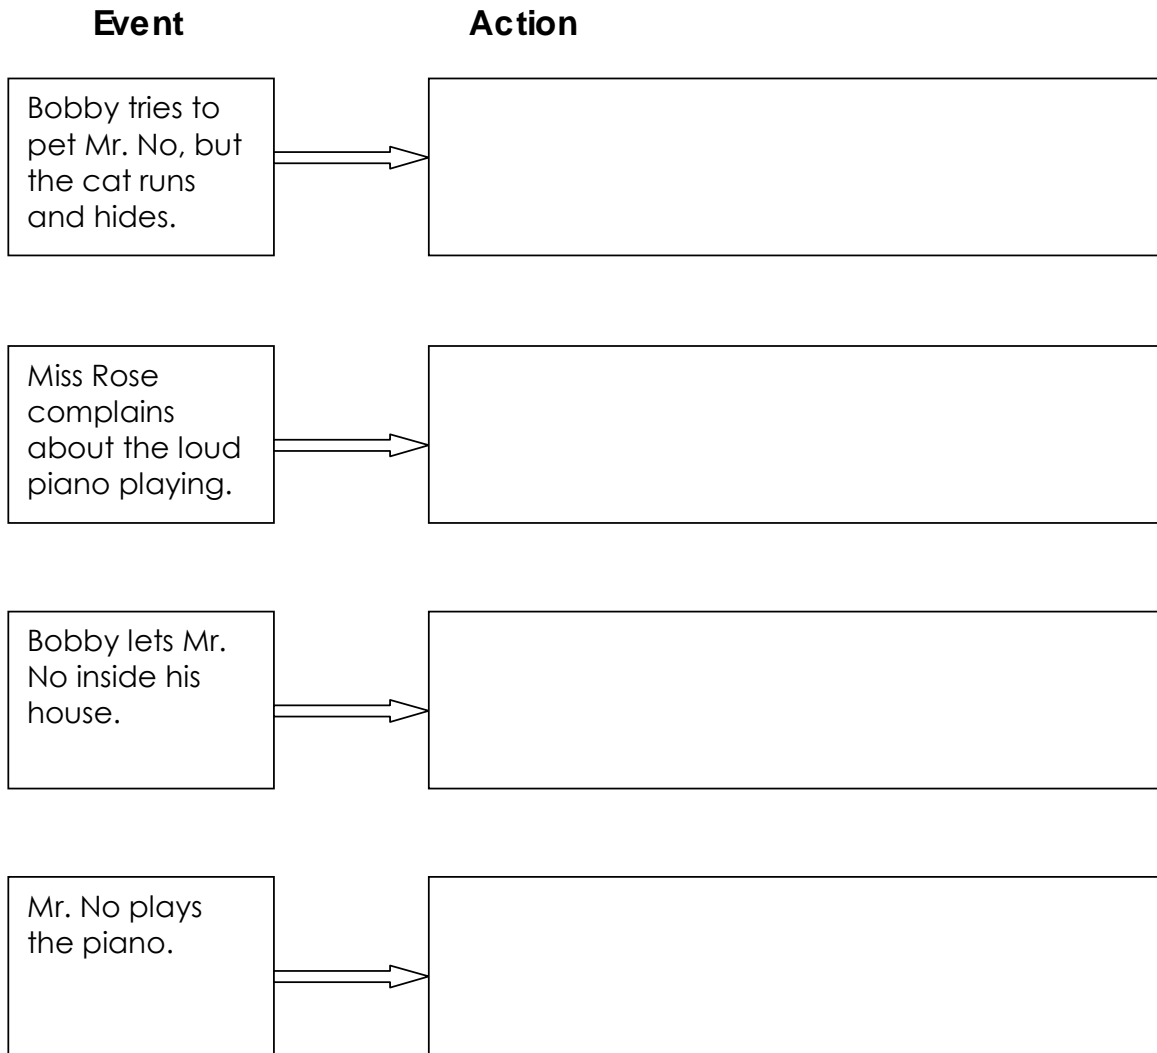 Event Action
Bobby tries to
pet Mr. No, but
the cat runs
and hides.
Miss Rose
complains
about the loud
piano playing.
Bobby lets Mr.
No inside his
house.
Mr. No plays
the piano.